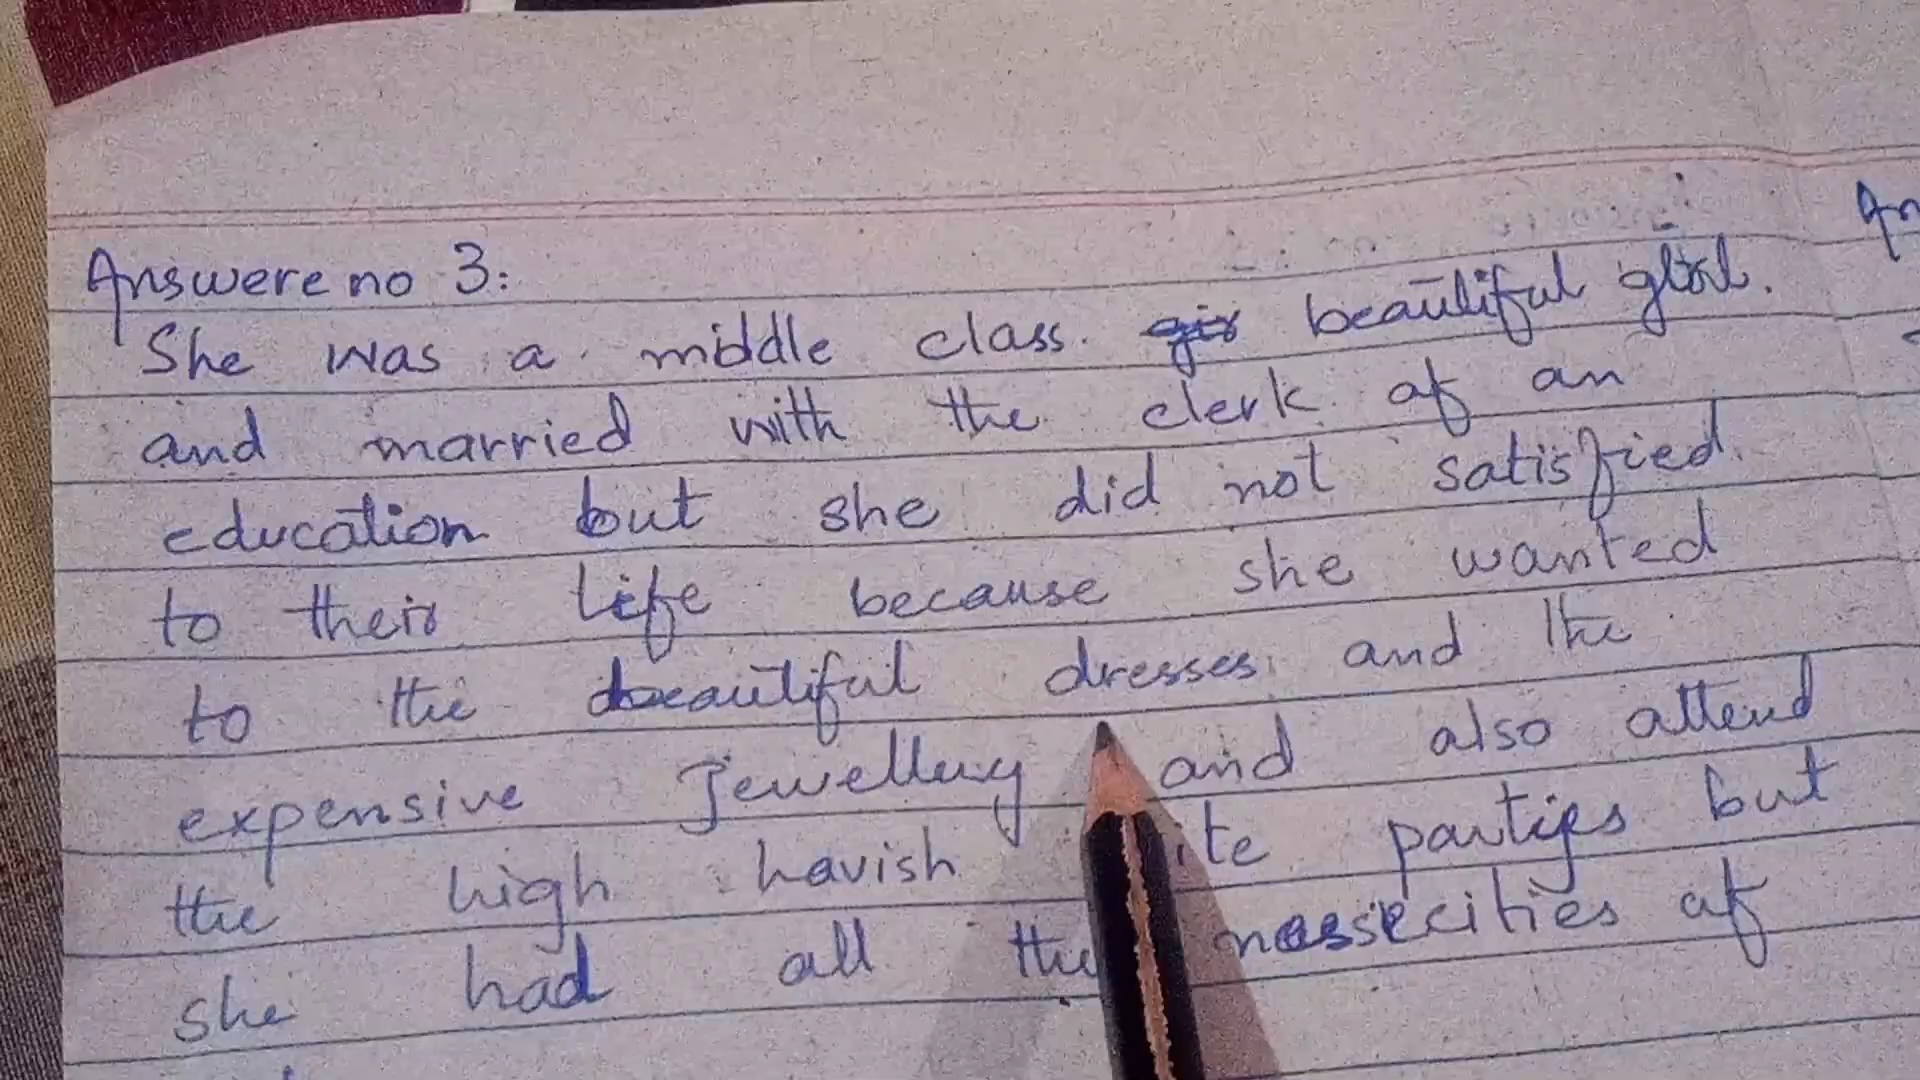 Answere no 3:
She was a middle class beautiful girl.
and married with the clerk of an
education but she did not satisfied.
to their life because she wanted
to the beautiful dresses and the
expensive Jewellery and also attend
the high havish parties but
she had all the nessecities of
An